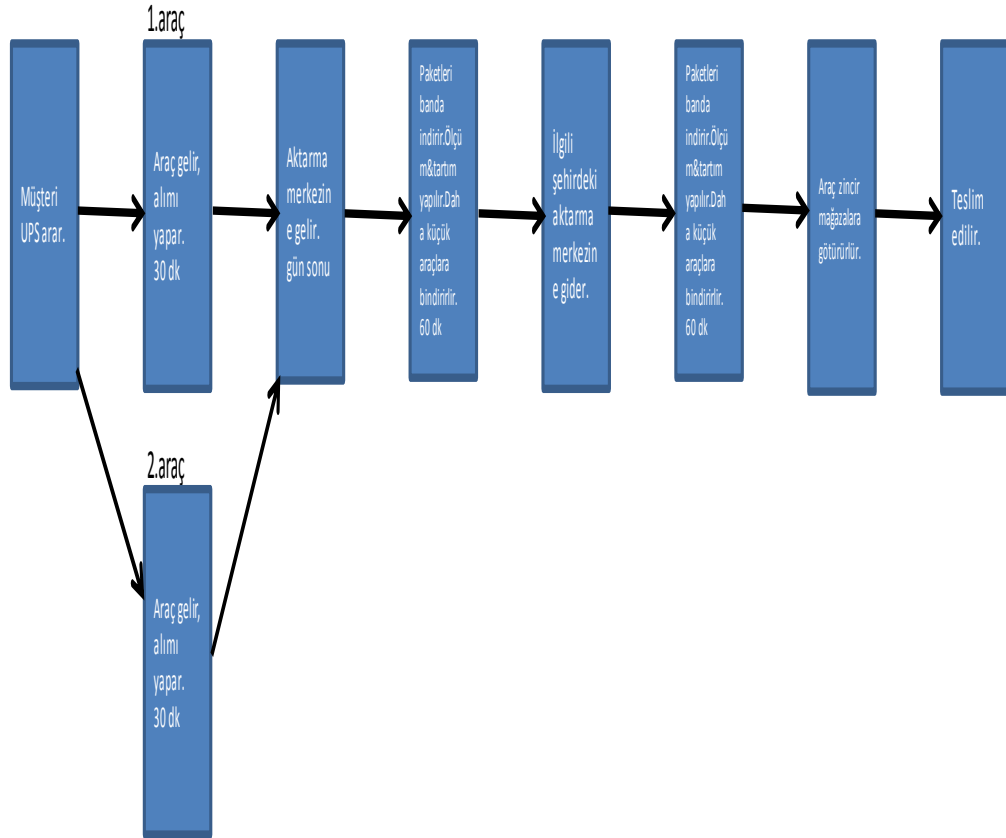 1.araç
Müşteri
UPS arar.
Araç gelir,
alımı
yapar.
30 dk
Aktarma
merkezin
e gelir.
gün sonu
Paketleri
banda
indirir.Ölçü
m&tartım
yapılır.Dah
a küçük
araçlara
bindirirlir.
60 dk
İlgili
şehirdeki
aktarma
merkezin
e gider.
Paketleri
banda
indirir.Ölçü
m&tartım
yapılır.Dah
a küçük
araçlara
bindirirlir.
60 dk
Araç zincir
mağazalara
götürürlür.
Teslim
edilir.
2.araç
Araç gelir,
alımı
yapar.
30 dk